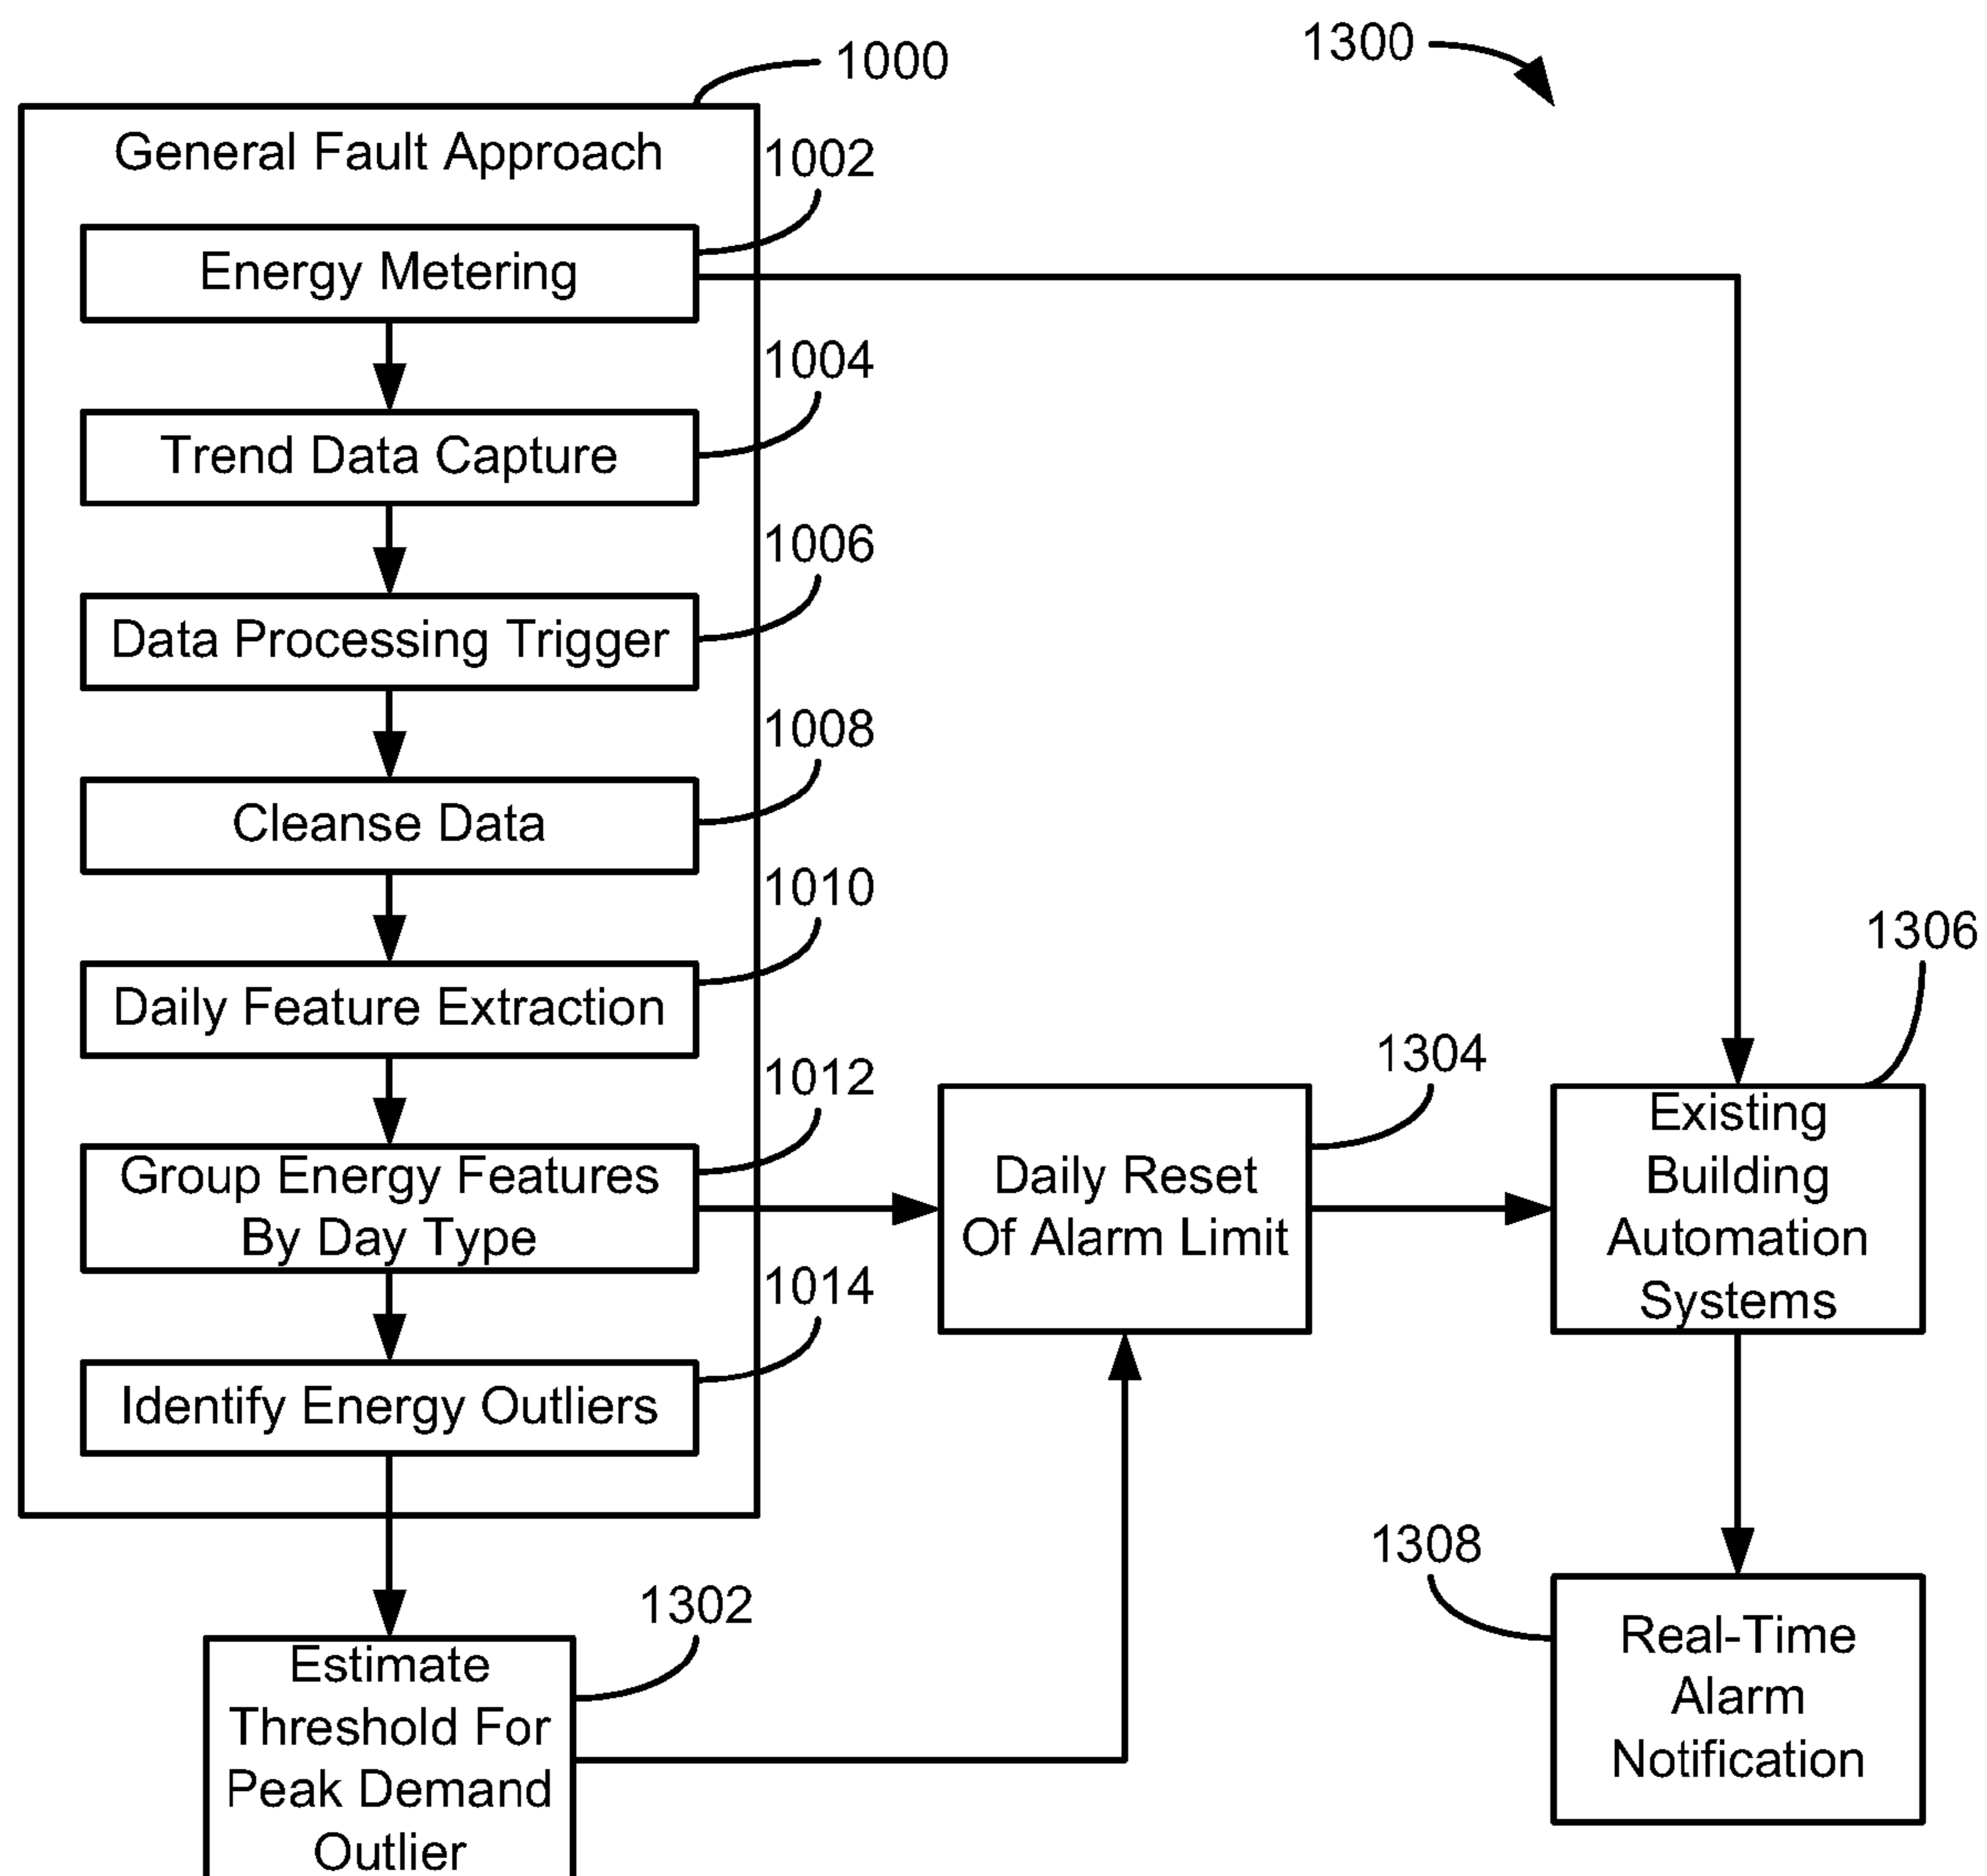 1000
1300
General Fault Approach
1002
Energy Metering
1004
Trend Data Capture
1006
Data Processing Trigger
1008
Cleanse Data
1010
Daily Feature Extraction
1012
Group Energy Features
By Day Type
1014
Identify Energy Outliers
1302
Estimate
Threshold For
Peak Demand
Outlier
1304
Daily Reset
Of Alarm Limit
1306
Existing
Building
Automation
Systems
1308
Real-Time
Alarm
Notification